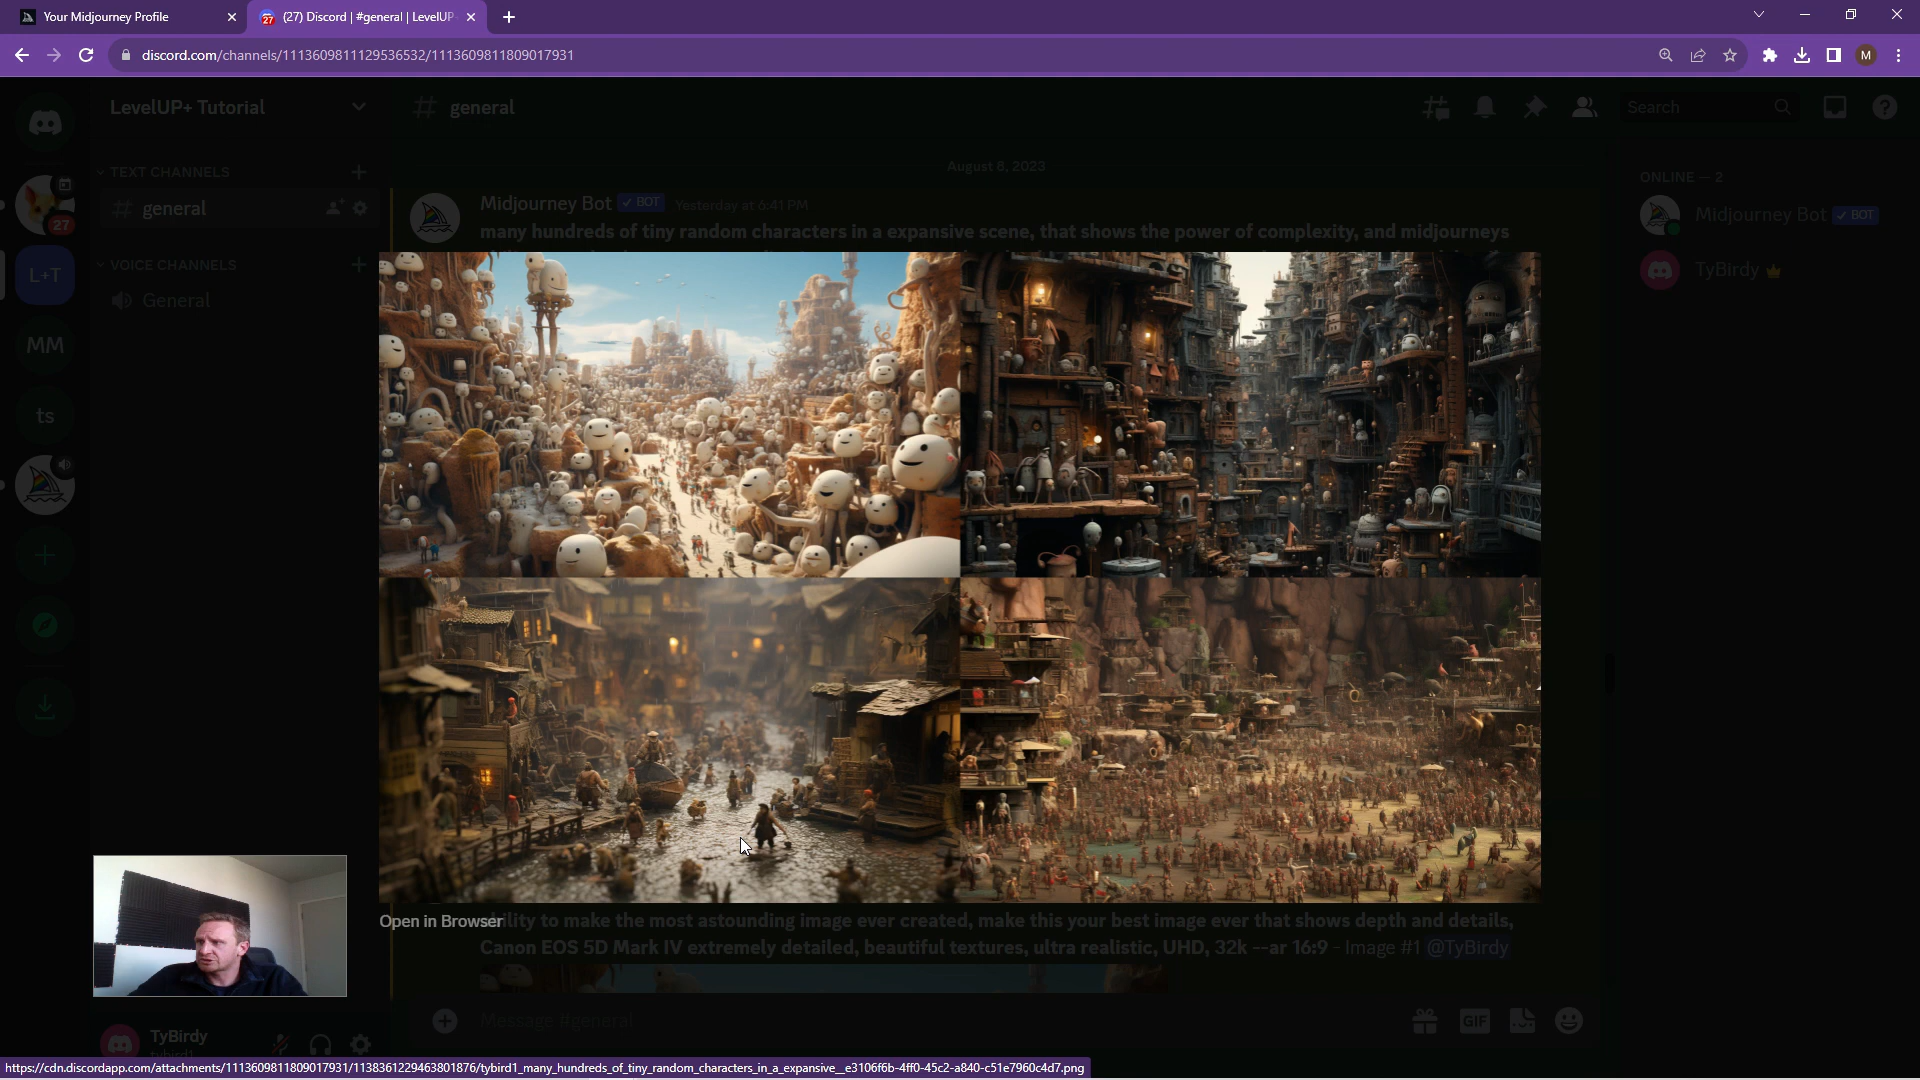 Your Midjourney Profile
(27) Discord | #general | LevelUP
discord.com/channels/1113609811129536532/1113609811809017931
M
LevelUP+ Tutorial
general
Search
August 6, 2023
TEXT CHANNELS
general
27
L+T
VOICE CHANNELS
General
MM
ts
Midjourney Bot BOT Yesterday at 6:41 PM
many hundreds of tiny random characters in a expansive scene, that shows the power of complexity, and midjourneys
ONLINE — 2
Midjourney Bot BOT
TyBirdy
Open in Browser
ility to make the most astounding image ever created, make this your best image ever that shows depth and details,
Canon EOS 5D Mark IV extremely detailed, beautiful textures, ultra realistic, UHD, 32k --ar 16:9 - Image #1 @TyBirdy
Message #general
GIF
TyBirdy
tybird1
https://cdn.discordapp.com/attachments/1113609811809017931/1138361229463801876/tybird1_many_hundreds_of_tiny_random_characters_in_a_expansive__e3106f6b-4ff0-45c2-a840-c51e7960c4d7.png